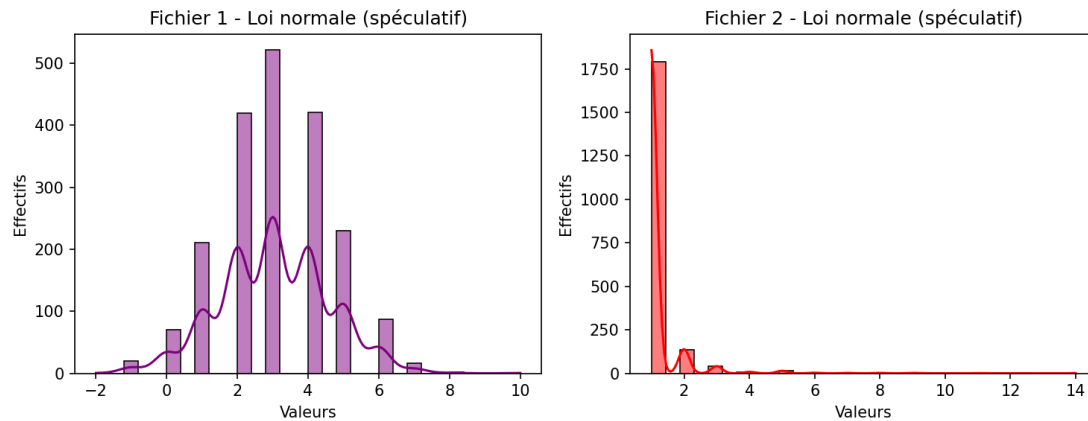 Fichier 1 - Loi normale (spéculatif)
500
400
300
200
100
0
Effectifs
−2 0 2 4 6 8 10
Valeurs
Fichier 2 - Loi normale (spéculatif)
1750
1500
1250
1000
750
500
250
0
Effectifs
2 4 6 8 10 12 14
Valeurs